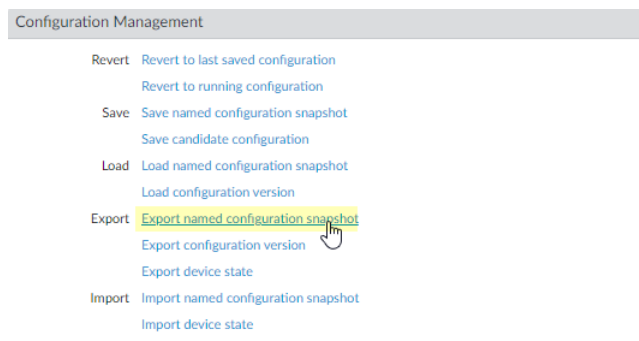 Configuration Management
Revert Revert to last saved configuration
Revert to running configuration
Save Save named configuration snapshot
Save candidate configuration
Load Load named configuration snapshot
Load configuration version
Export Export named configuration snapshot
Export configuration version
Export device state
Import Import named configuration snapshot
Import device state